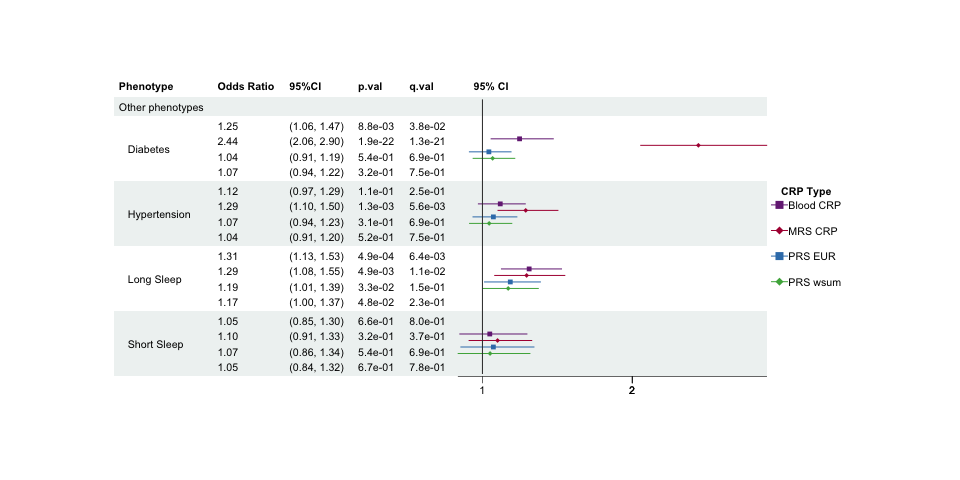 Phenotype Odds Ratio 95%CI p.val q.val 95% CI
Other phenotypes
Diabetes
1.25 (1.06, 1.47) 8.8e-03 3.8e-02
2.44 (2.06, 2.90) 1.9e-22 1.3e-21
1.04 (0.91, 1.19) 5.4e-01 6.9e-01
1.07 (0.94, 1.22) 3.2e-01 7.5e-01
Hypertension
1.12 (0.97, 1.29) 1.1e-01 2.5e-01
1.29 (1.10, 1.50) 1.3e-03 5.6e-03
1.07 (0.94, 1.23) 3.1e-01 6.9e-01
1.04 (0.91, 1.20) 5.2e-01 7.5e-01
Long Sleep
1.31 (1.13, 1.53) 4.9e-04 6.4e-03
1.29 (1.08, 1.55) 4.9e-03 1.1e-02
1.19 (1.01, 1.39) 3.3e-02 1.5e-01
1.17 (1.00, 1.37) 4.8e-02 2.3e-01
Short Sleep
1.05 (0.85, 1.30) 6.6e-01 8.0e-01
1.10 (0.91, 1.33) 3.2e-01 3.7e-01
1.07 (0.86, 1.34) 5.4e-01 6.9e-01
1.05 (0.84, 1.32) 6.7e-01 7.8e-01
1 2
CRP Type
Blood CRP
MRS CRP
PRS EUR
PRS wsum